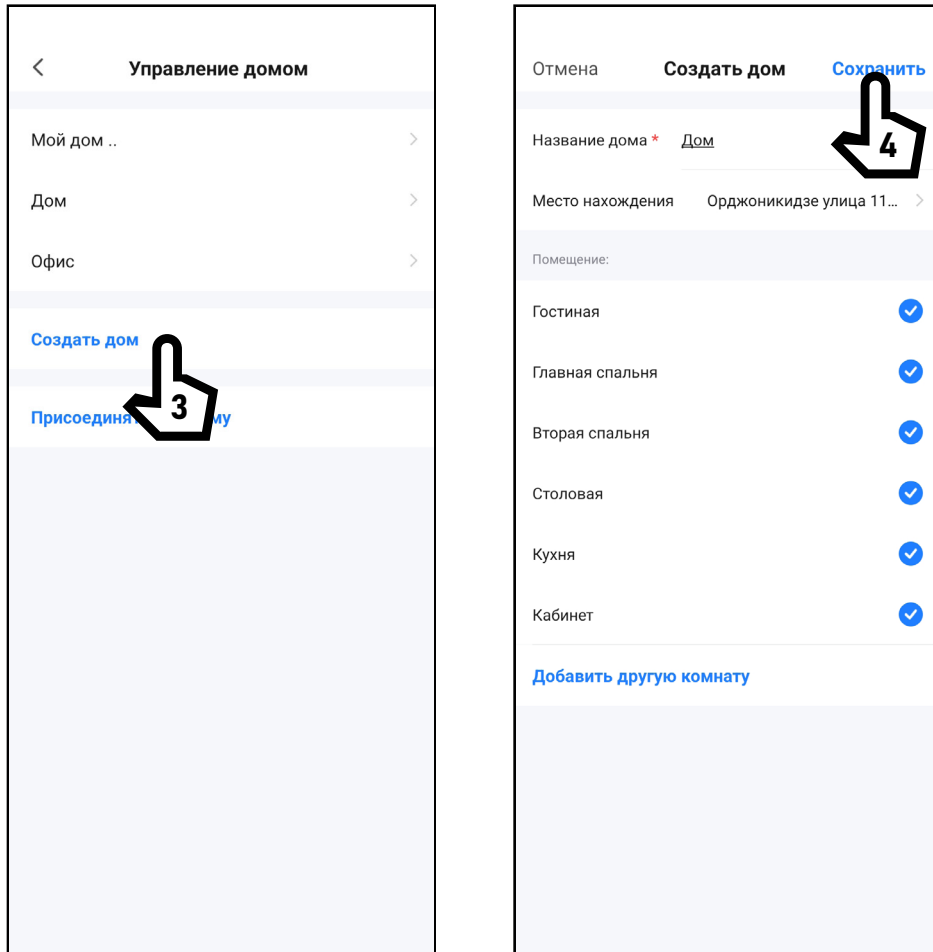 Управление домом
Мой дом ..
Дом
Офис
Создать дом
3
Отмена Создать дом Сохранить
4
Название дома * Дом
Место нахождения Орджоникидзе улица 11...
Помещение:
Гостиная
Главная спальня
Вторая спальня
Столовая
Кухня
Кабинет
Добавить другую комнату